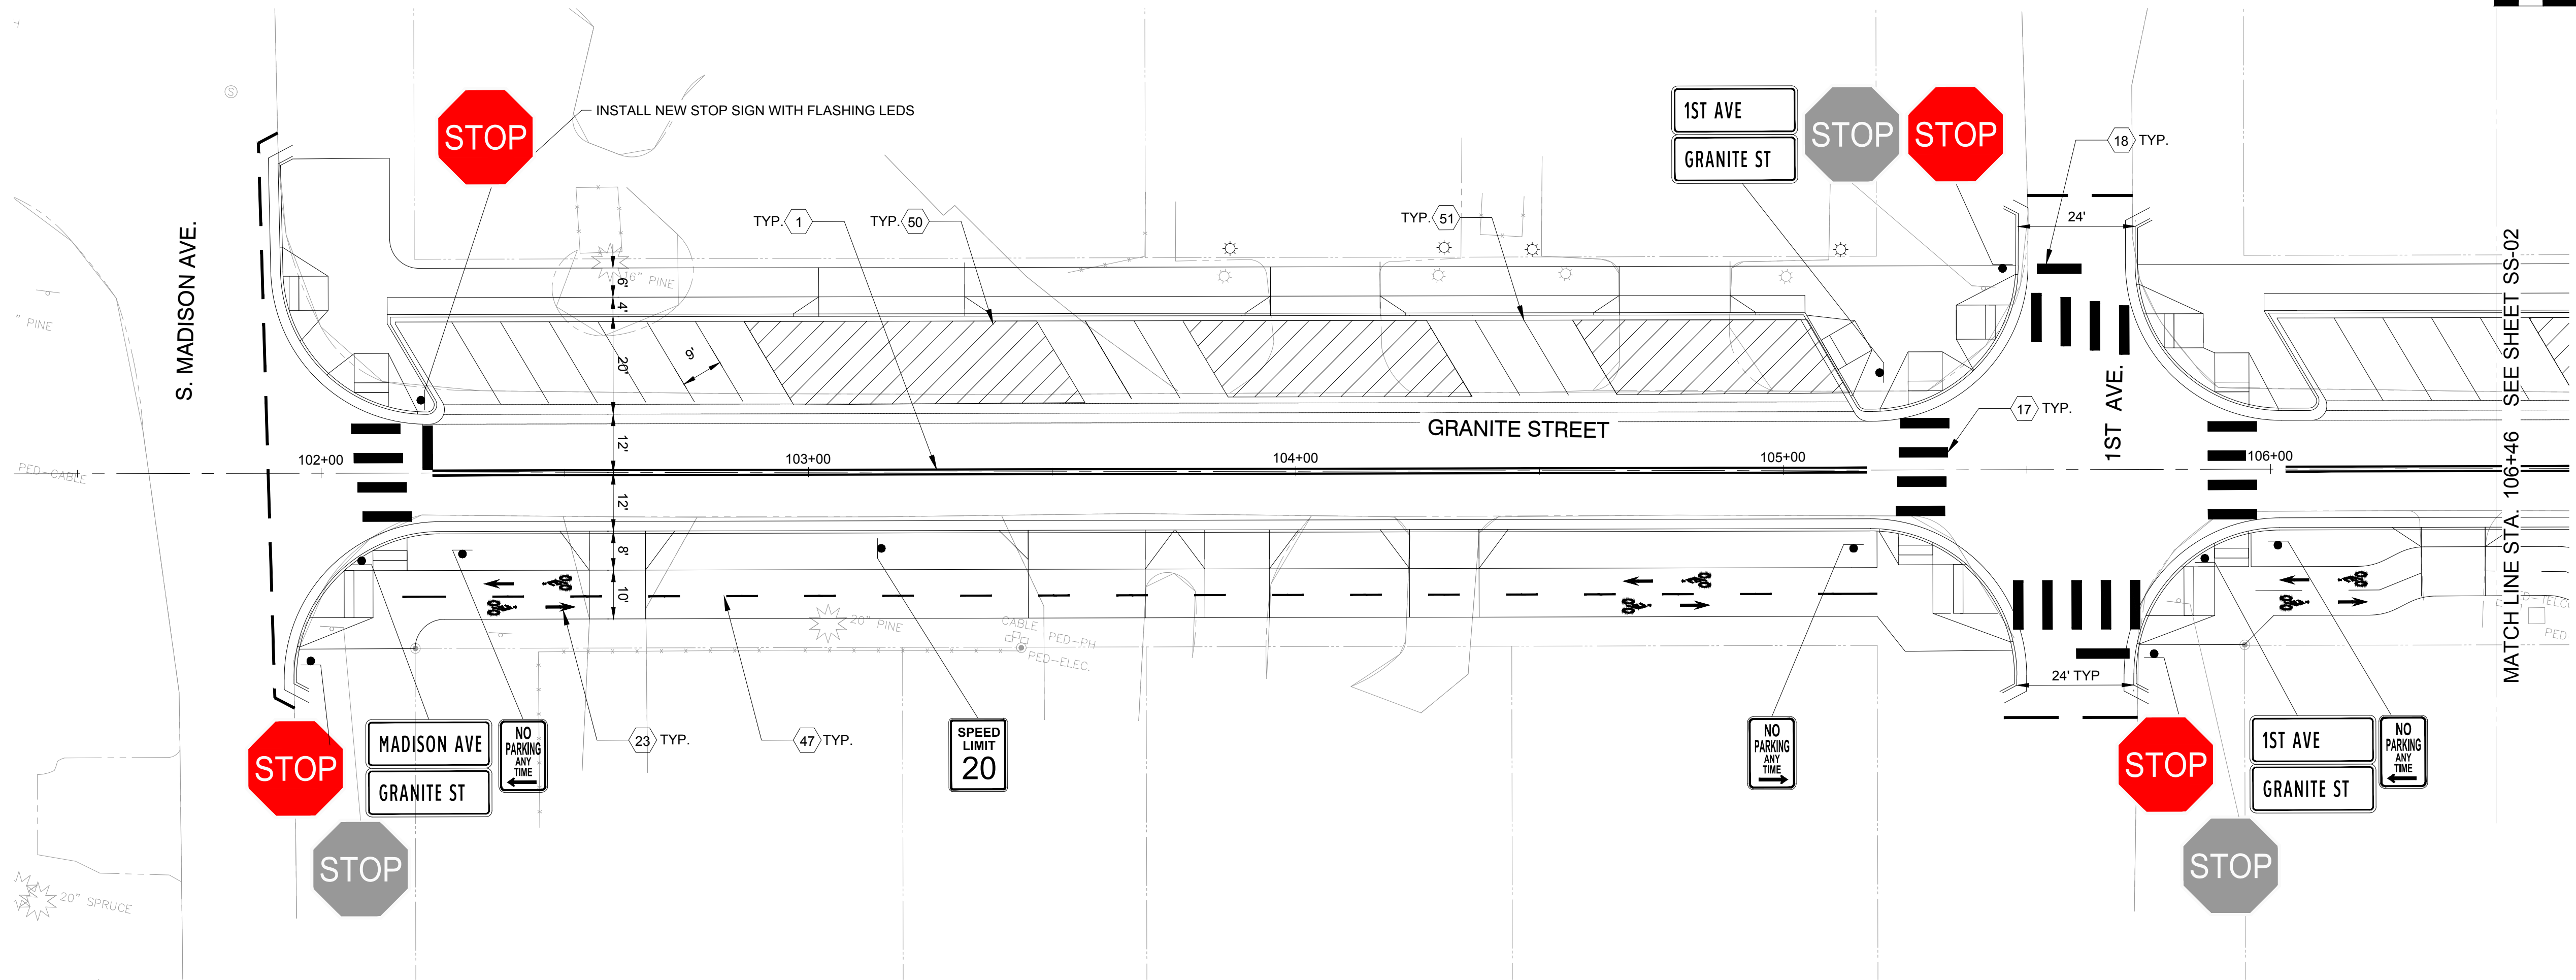 INSTALL NEW STOP SIGN WITH FLASHING LEDS
STOP
1ST AVE
GRANITE ST
STOP
STOP
18 TYP.
S
S. MADISON AVE.
TYP. 1
TYP. 50
TYP. 51
24'
16" PINE
" PINE
6'
4'
20'
9'
12'
12'
8'
10'
GRANITE STREET
17 TYP.
1ST AVE.
MATCH LINE STA. 106+46 SEE SHEET SS-02
PED-CABLE
102+00
103+00
104+00
105+00
106+00
20" PINE
CABLE
PED-PH
PED-ELEC.
PED-TELCO
PED-
24' TYP
STOP
MADISON AVE
GRANITE ST
NO
PARKING
ANY
TIME
23 TYP.
47 TYP.
SPEED
LIMIT
20
NO
PARKING
ANY
TIME
STOP
1ST AVE
GRANITE ST
NO
PARKING
ANY
TIME
STOP
STOP
20" SPRUCE